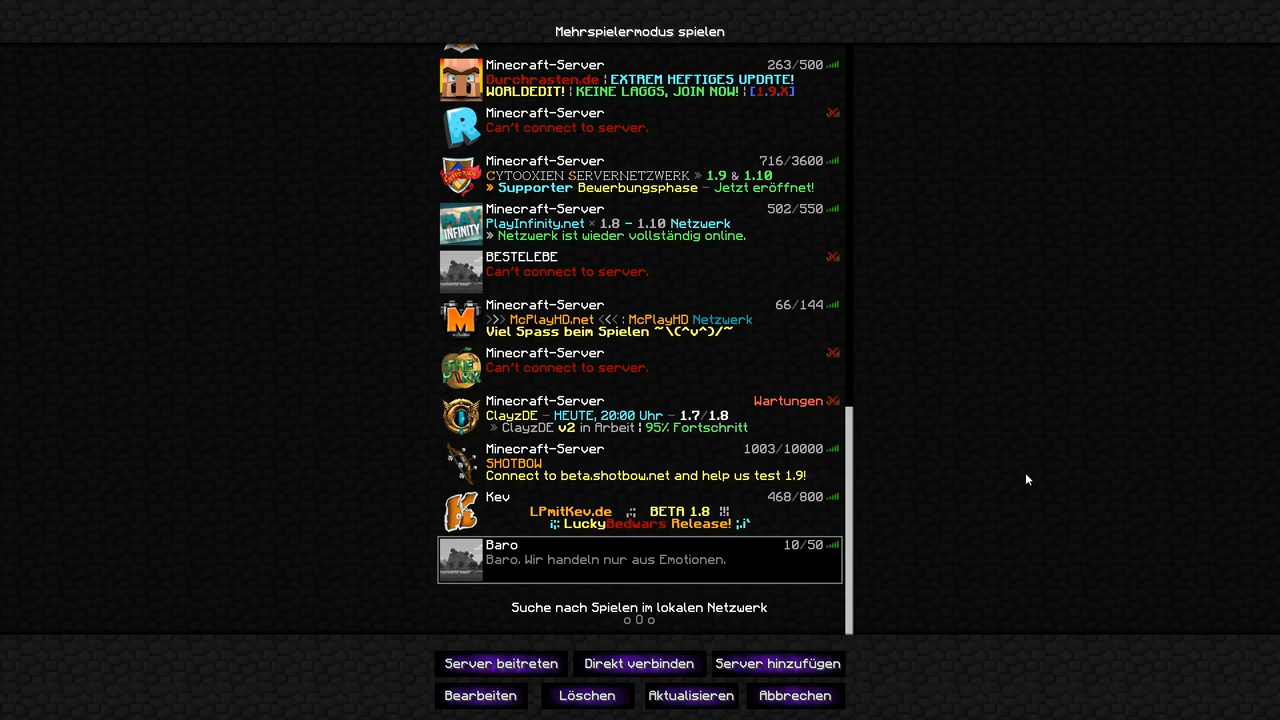 Mehrspielermodus spielen
Minecraft-Server 263/500
Durchrasten.de ¦ EXTREM HEFTIGES UPDATE!
WORLDEDIT! ¦ KEINE LAGGS, JOIN NOW! ¦ [1.9.X]
Minecraft-Server
Can't connect to server.
Minecraft-Server 716/3600
CYTOOXIEN SERVERNETZWERK » 1.9 & 1.10
» Supporter Bewerbungsphase - Jetzt eröffnet!
Minecraft-Server 502/550
PlayInfinity.net × 1.8 - 1.10 Netzwerk
» Netzwerk ist wieder vollständig online.
BESTELEBE
Can't connect to server.
Minecraft-Server 66/144
>>> McPlayHD.net <<< : McPlayHD Netzwerk
Viel Spass beim Spielen ~\(^v^)/~
Minecraft-Server
Can't connect to server.
Minecraft-Server Wartungen
ClayzDE - HEUTE, 20:00 Uhr - 1.7/1.8
» ClayzDE v2 in Arbeit ¦ 95% Fortschritt
Minecraft-Server 1003/10000
SHOTBOW
Connect to beta.shotbow.net and help us test 1.9!
Kev 468/800
LPmitKev.de .:¦ BETA 1.8 !!!
¡¦: LuckyBedwars Release! ;.¡'
Baro 10/50
Baro. Wir handeln nur aus Emotionen.
Suche nach Spielen im lokalen Netzwerk
o O o
Server beitreten Direkt verbinden Server hinzufügen
Bearbeiten Löschen Aktualisieren Abbrechen